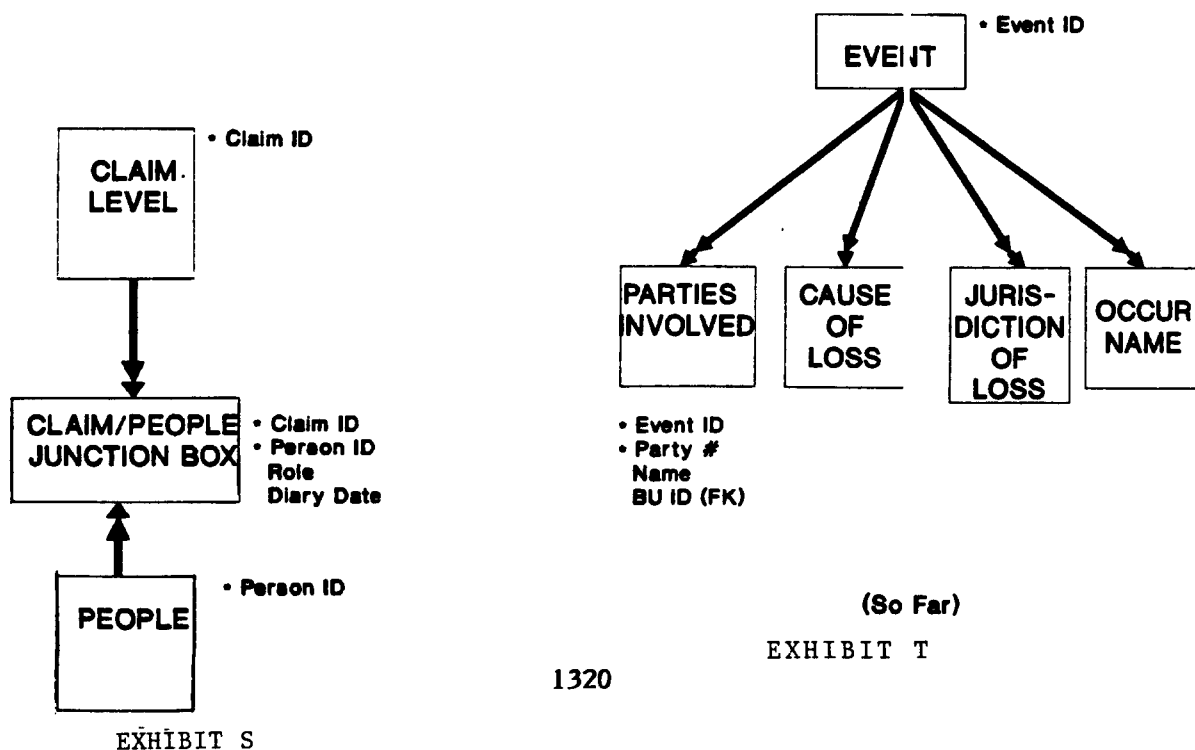 • Claim ID
CLAIM
LEVEL
CLAIM/PEOPLE
JUNCTION BOX
• Claim ID
• Person ID
Role
Diary Date
• Person ID
PEOPLE
EXHIBIT S
• Event ID
EVENT
PARTIES
INVOLVED
CAUSE
OF
LOSS
JURIS-
DICTION
OF
LOSS
OCCUR
NAME
• Event ID
• Party #
Name
BU ID (FK)
(So Far)
EXHIBIT T
1320